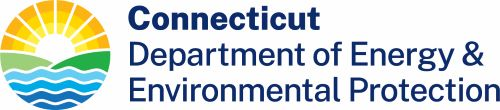 Connecticut
Department of Energy &
Environmental Protection